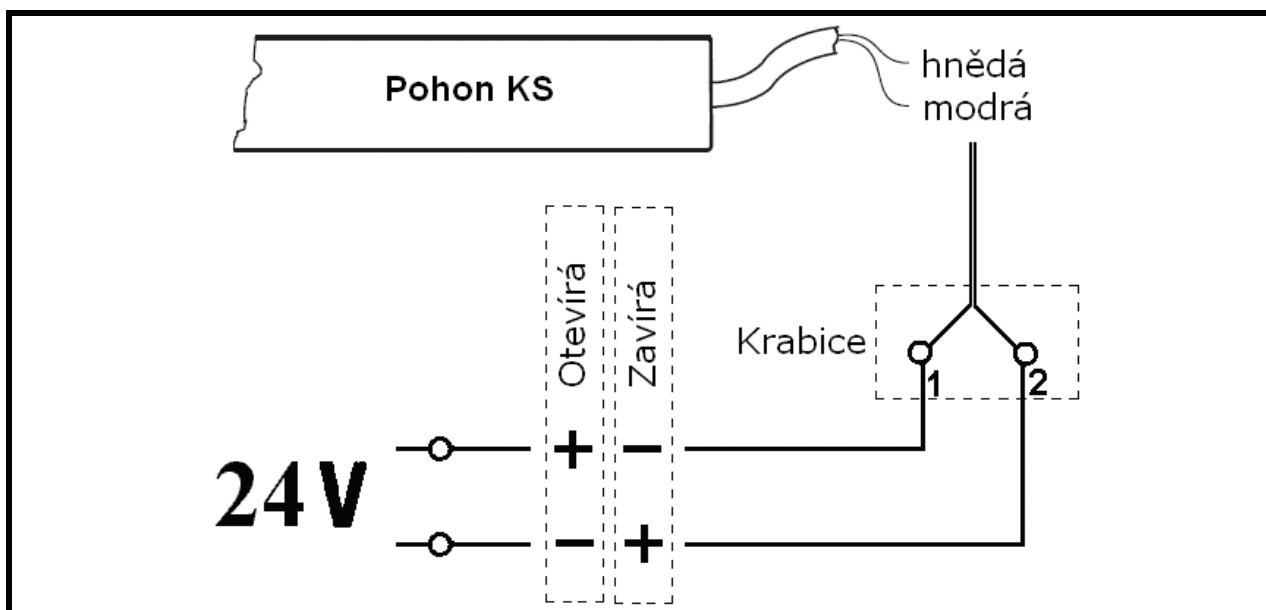 Pohon KS
hnědá
modrá
Otevírá
Zavírá
Krabice
1
2
+ −
24V
− +